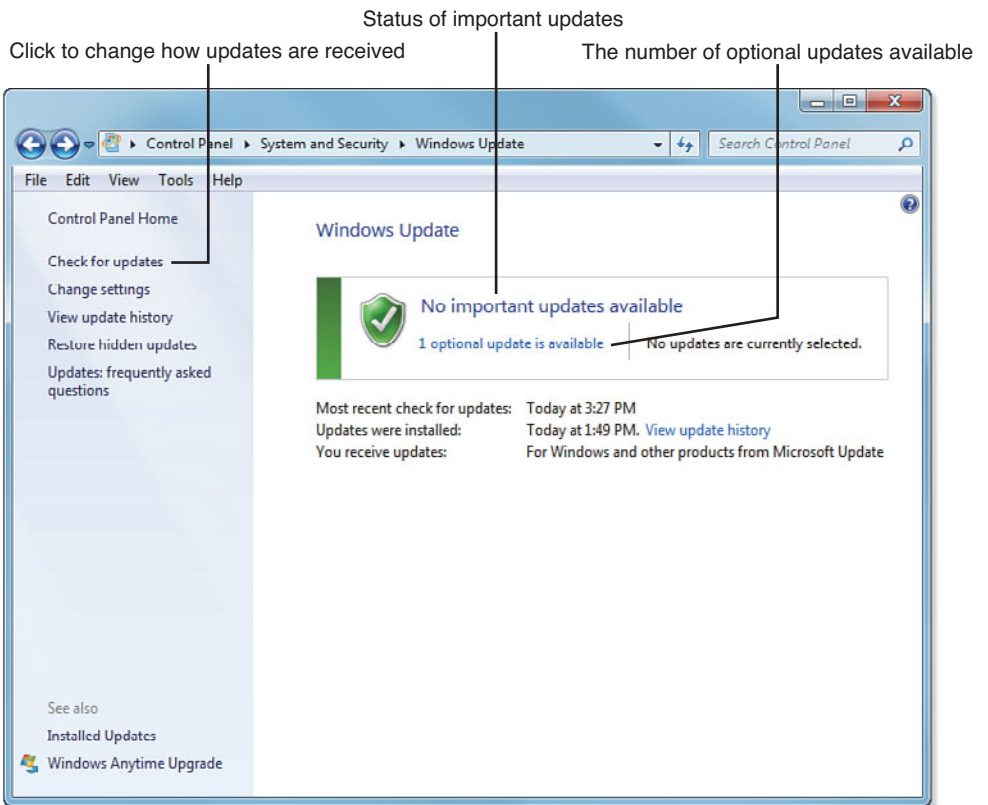 Status of important updates
Click to change how updates are received
The number of optional updates available
Control Panel
System and Security
Windows Update
Search Control Panel
File Edit View Tools Help
Control Panel Home
Check for updates
Change settings
View update history
Restore hidden updates
Updates: frequently asked
questions
Windows Update
No important updates available
1 optional update is available
No updates are currently selected.
Most recent check for updates: Today at 3:27 PM
Updates were installed: Today at 1:49 PM. View update history
You receive updates: For Windows and other products from Microsoft Update
See also
Installed Updates
Windows Anytime Upgrade